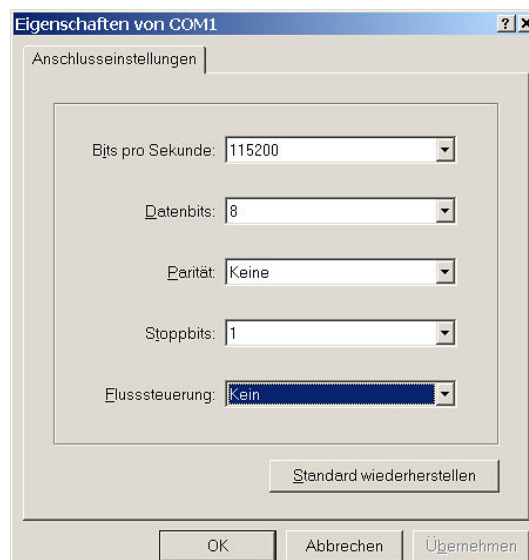 Eigenschaften von COM1
Anschlusseinstellungen
Bits pro Sekunde: 115200
Datenbits: 8
Parität: Keine
Stoppbits: 1
Flusssteuerung: Kein
Standard wiederherstellen
OK Abbrechen Übernehmen